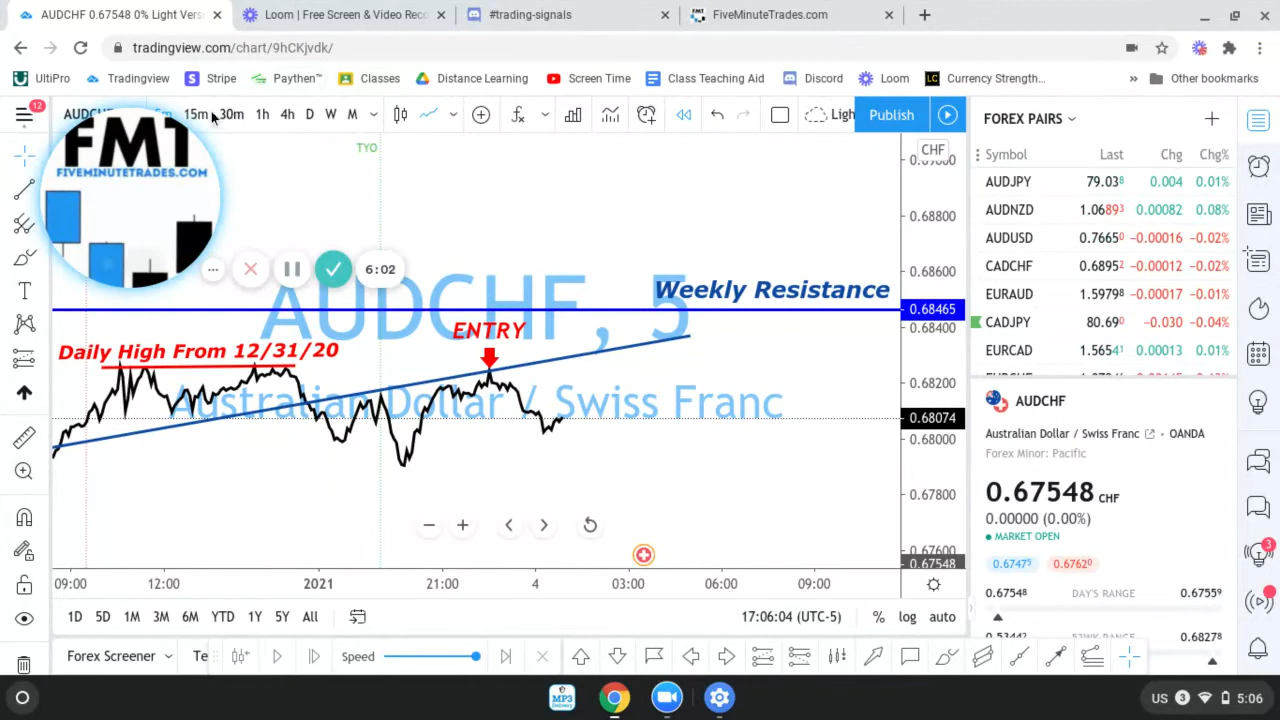 AUDCHF 0.67548 0% Light Vers
Loom | Free Screen & Video Rec
#trading-signals
FiveMinuteTrades.com
tradingview.com/chart/9hCKjvdk/
UltiPro
Tradingview
Stripe
Paythen™
Classes
Distance Learning
Screen Time
Class Teaching Aid
Discord
Loom
LC
Currency Strength...
»
Other bookmarks
12
15m
30m
1h
4h
D
W
M
Ligh
Publish
FMT
FIVEMINUTETRADES.COM
TYO
CHF
6:02
AUDCHF, 5
Australian Dollar / Swiss Franc
Weekly Resistance
ENTRY
Daily High From 12/31/20
0.68800
0.68600
0.68465
0.68400
0.68200
0.68074
0.68000
0.67800
0.67600
0.67548
09:00
12:00
2021
21:00
4
03:00
06:00
09:00
1D
5D
1M
3M
6M
YTD
1Y
5Y
All
17:06:04 (UTC-5)
%
log
auto
Forex Screener
Te
Speed
FOREX PAIRS
Symbol Last Chg Chg%
AUDJPY 79.038 0.004 0.01%
AUDNZD 1.06893 0.00082 0.08%
AUDUSD 0.76650 −0.00016 −0.02%
CADCHF 0.68952 −0.00012 −0.02%
EURAUD 1.59798 −0.00017 −0.01%
CADJPY 80.690 −0.030 −0.04%
EURCAD 1.56541 0.00013 0.01%
AUDCHF
Australian Dollar / Swiss Franc • OANDA
Forex Minor: Pacific
0.67548 CHF
0.00000 (0.00%)
MARKET OPEN
0.67475
0.67620
0.67548 DAY'S RANGE 0.67559
52WK RANGE 0.68278
3
MP3
US
3
5:06